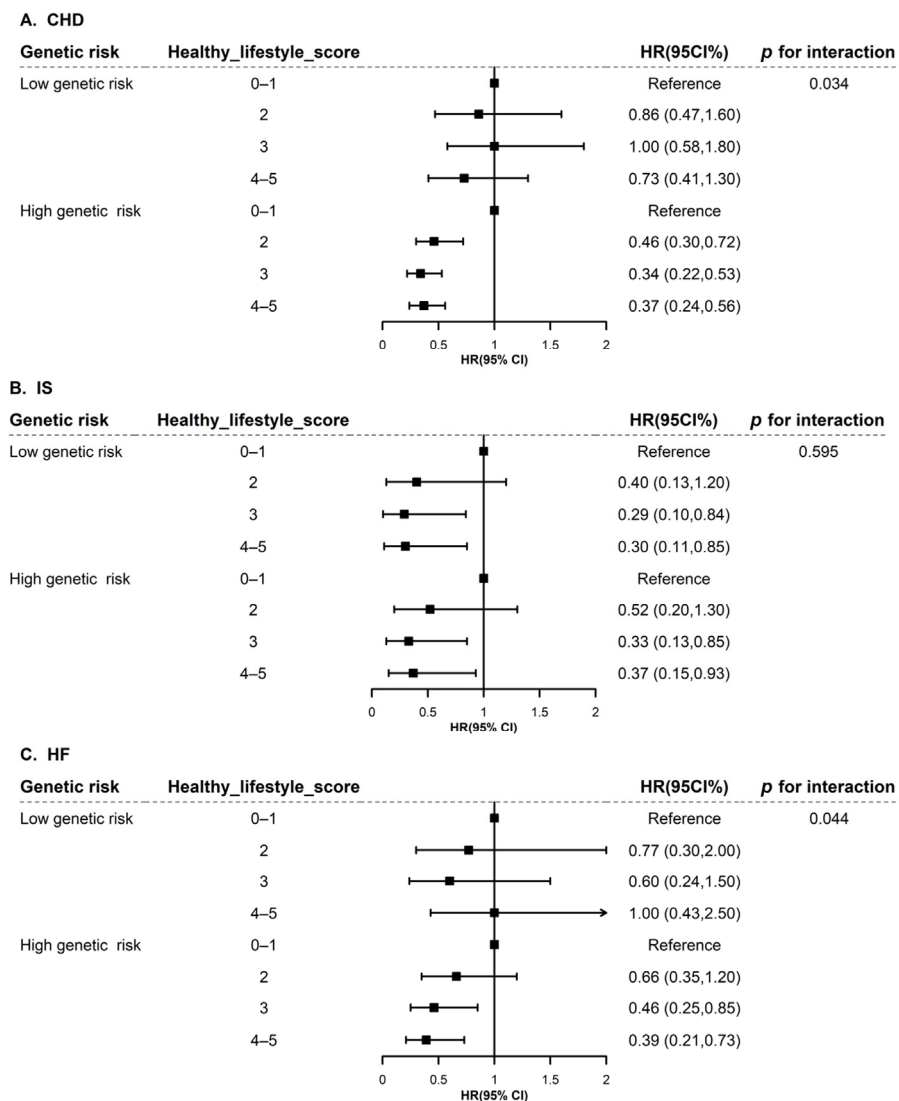 A. CHD
Genetic risk Healthy_lifestyle_score HR(95CI%) p for interaction
Low genetic risk 0–1 Reference 0.034
2 0.86 (0.47,1.60)
3 1.00 (0.58,1.80)
4–5 0.73 (0.41,1.30)
High genetic risk 0–1 Reference
2 0.46 (0.30,0.72)
3 0.34 (0.22,0.53)
4–5 0.37 (0.24,0.56)
0 0.5 1 1.5 2
HR(95% CI)
B. IS
Genetic risk Healthy_lifestyle_score HR(95CI%) p for interaction
Low genetic risk 0–1 Reference 0.595
2 0.40 (0.13,1.20)
3 0.29 (0.10,0.84)
4–5 0.30 (0.11,0.85)
High genetic risk 0–1 Reference
2 0.52 (0.20,1.30)
3 0.33 (0.13,0.85)
4–5 0.37 (0.15,0.93)
0 0.5 1 1.5 2
HR(95% CI)
C. HF
Genetic risk Healthy_lifestyle_score HR(95CI%) p for interaction
Low genetic risk 0–1 Reference 0.044
2 0.77 (0.30,2.00)
3 0.60 (0.24,1.50)
4–5 1.00 (0.43,2.50)
High genetic risk 0–1 Reference
2 0.66 (0.35,1.20)
3 0.46 (0.25,0.85)
4–5 0.39 (0.21,0.73)
0 0.5 1 1.5 2
HR(95% CI)